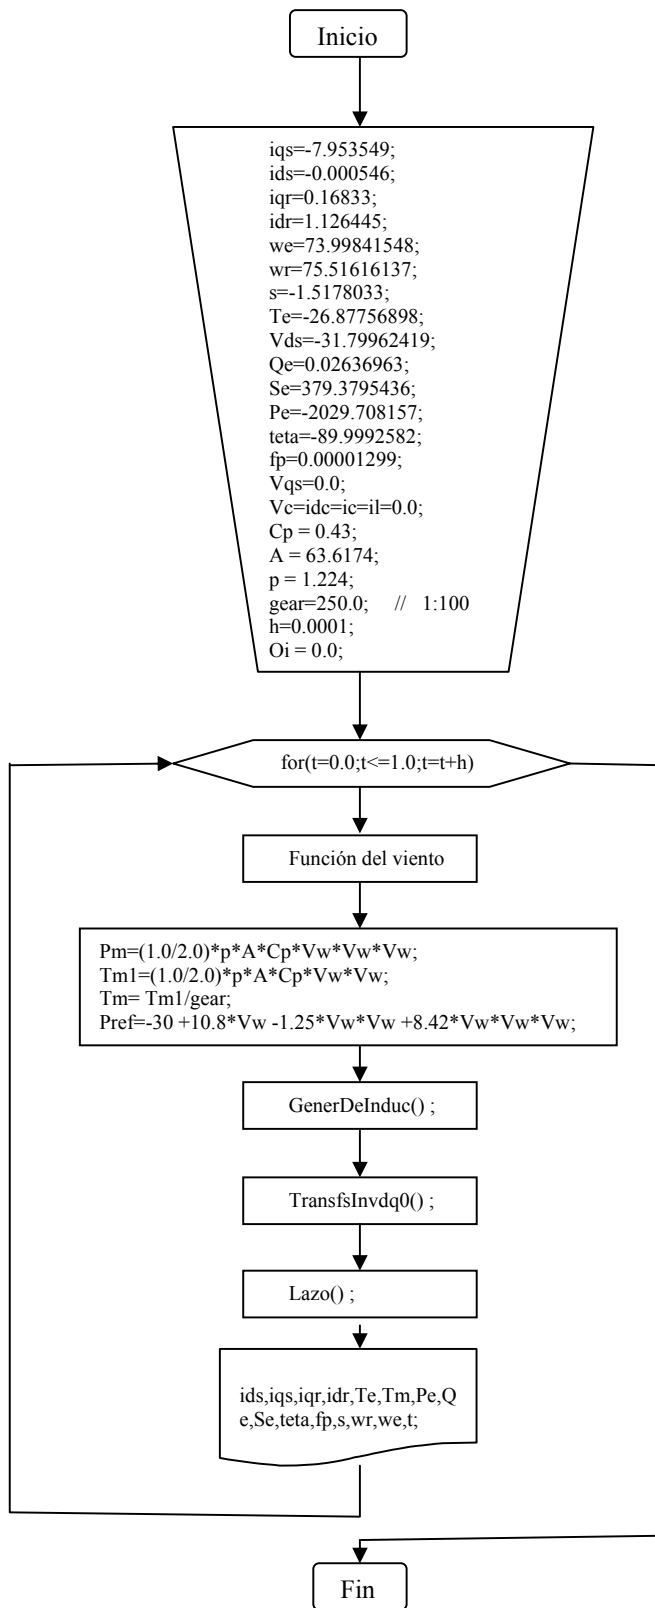 Inicio
iqs=-7.953549;
ids=-0.000546;
iqr=0.16833;
idr=1.126445;
we=73.99841548;
wr=75.51616137;
s=-1.5178033;
Te=-26.87756898;
Vds=-31.79962419;
Qe=0.02636963;
Se=379.3795436;
Pe=-2029.708157;
teta=-89.9992582;
fp=0.00001299;
Vqs=0.0;
Vc=idc=ic=il=0.0;
Cp = 0.43;
A = 63.6174;
p = 1.224;
gear=250.0; // 1:100
h=0.0001;
Oi = 0.0;
for(t=0.0;t<=1.0;t=t+h)
Función del viento
Pm=(1.0/2.0)*p*A*Cp*Vw*Vw*Vw;
Tm1=(1.0/2.0)*p*A*Cp*Vw*Vw;
Tm= Tm1/gear;
Pref=-30 +10.8*Vw -1.25*Vw*Vw +8.42*Vw*Vw*Vw;
GenerDeInduc() ;
TransfsInvdq0() ;
Lazo() ;
ids,iqs,iqr,idr,Te,Tm,Pe,Q
e,Se,teta,fp,s,wr,we,t;
Fin